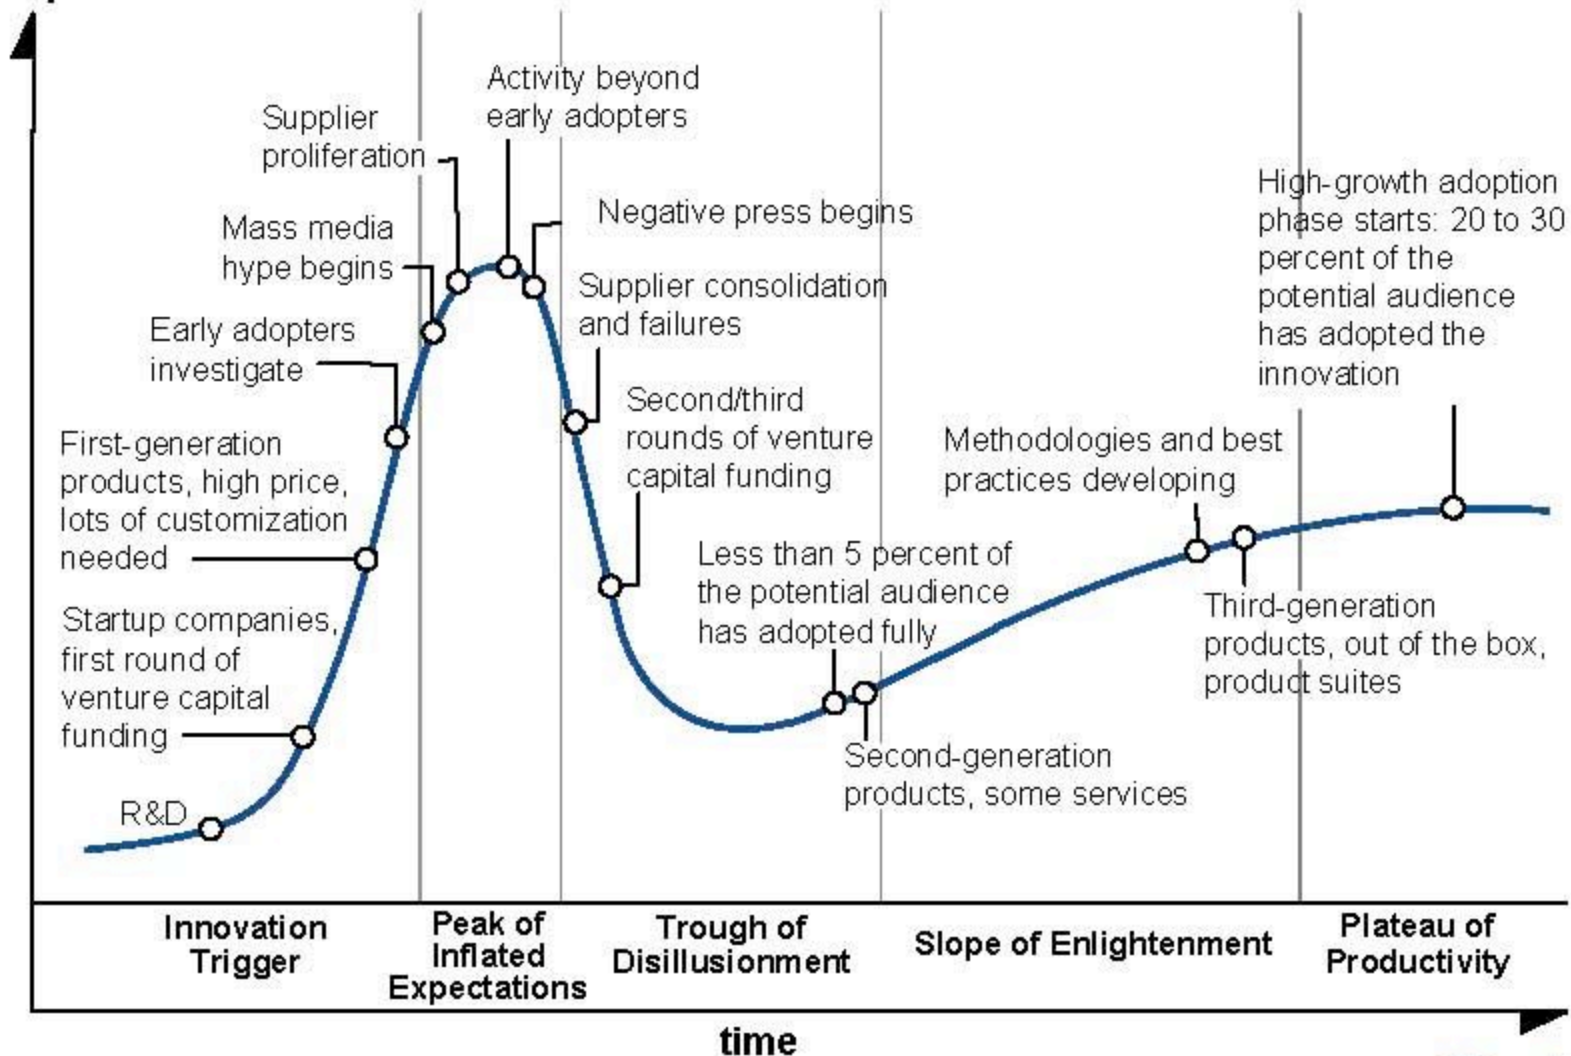 Activity beyond
early adopters
Supplier
proliferation
Negative press begins
Mass media
hype begins
Supplier consolidation
and failures
Early adopters
investigate
Second/third
rounds of venture
capital funding
First-generation
products, high price,
lots of customization
needed
Less than 5 percent of
the potential audience
has adopted fully
Startup companies,
first round of
venture capital
funding
Second-generation
products, some services
R&D
High-growth adoption
phase starts: 20 to 30
percent of the
potential audience
has adopted the
innovation
Methodologies and best
practices developing
Third-generation
products, out of the box,
product suites
Innovation
Trigger
Peak of
Inflated
Expectations
Trough of
Disillusionment
Slope of Enlightenment
Plateau of
Productivity
time